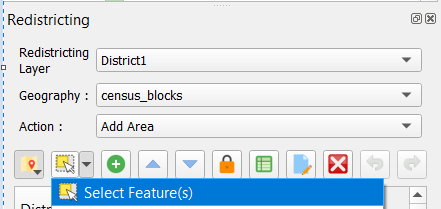 Redistricting
Redistricting
Layer
District1
Geography :
census_blocks
Action :
Add Area
Select Feature(s)